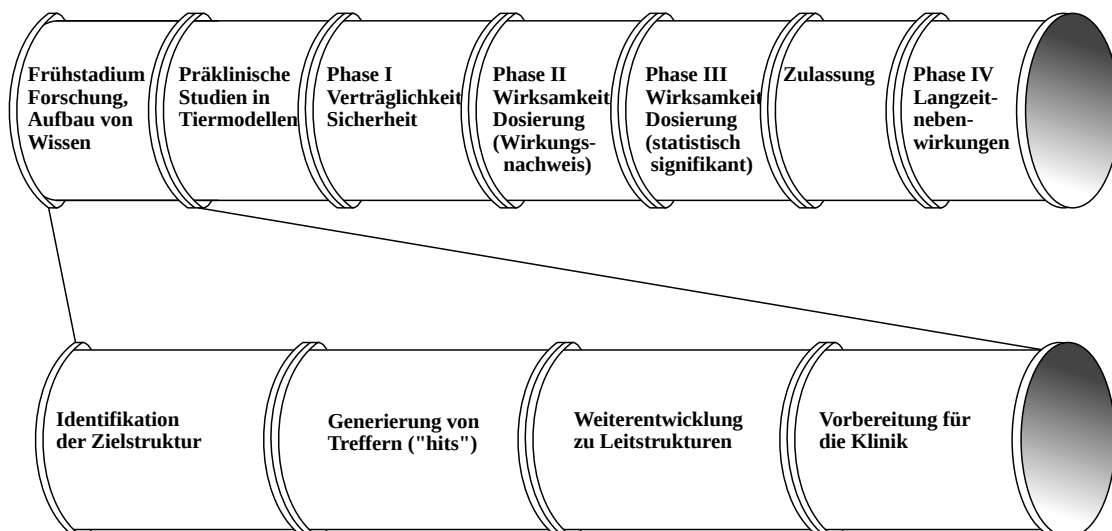 Frühstadium
Forschung,
Aufbau von
Wissen
Präklinische
Studien in
Tiermodellen
Phase I
Verträglichkeit
Sicherheit
Phase II
Wirksamkeit
Dosierung
(Wirkungs-
nachweis)
Phase III
Wirksamkeit
Dosierung
(statistisch
signifikant)
Zulassung
Phase IV
Langzeit-
neben-
wirkungen
Identifikation
der Zielstruktur
Generierung von
Treffern ("hits")
Weiterentwicklung
zu Leitstrukturen
Vorbereitung für
die Klinik